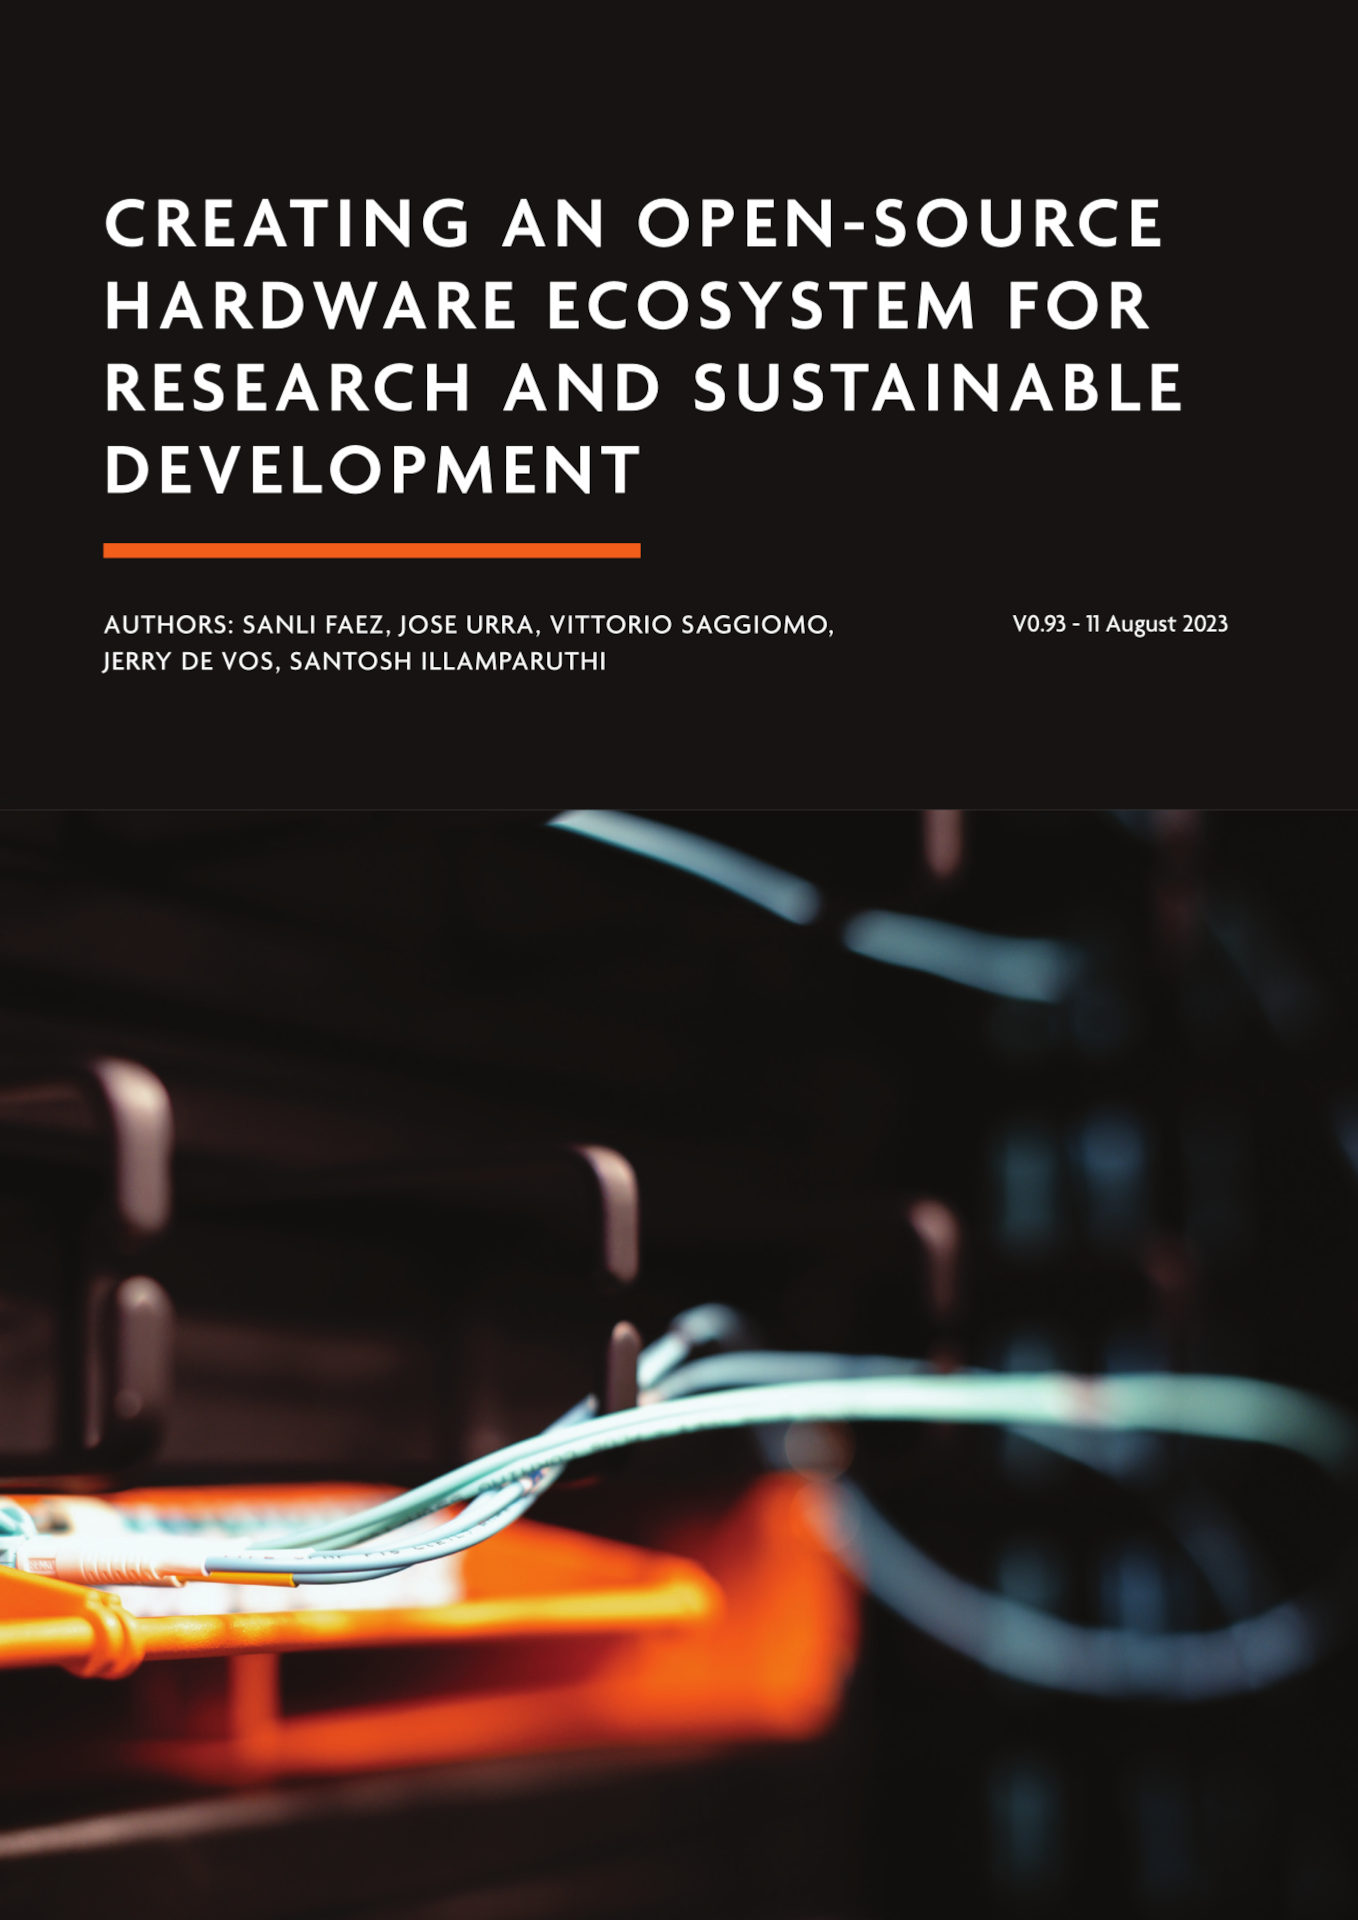 CREATING AN OPEN-SOURCE
HARDWARE ECOSYSTEM FOR
RESEARCH AND SUSTAINABLE
DEVELOPMENT
AUTHORS: SANLI FAEZ, JOSE URRA, VITTORIO SAGGIOMO,
JERRY DE VOS, SANTOSH ILLAMPARUTHI
V0.93 - 11 August 2023